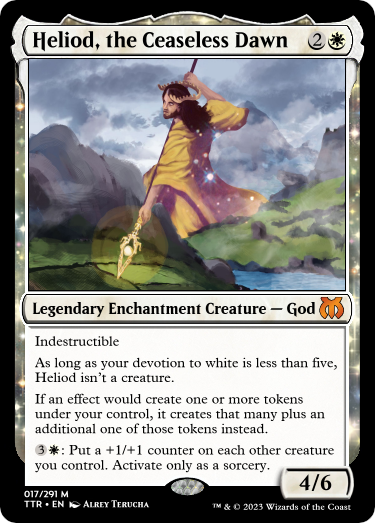 Heliod, the Ceaseless Dawn 2
Legendary Enchantment Creature — God
Indestructible
As long as your devotion to white is less than five,
Heliod isn't a creature.
If an effect would create one or more tokens
under your control, it creates that many plus an
additional one of those tokens instead.
3 : Put a +1/+1 counter on each other creature
you control. Activate only as a sorcery.
4/6
017/291 M
TTR • EN Alrey Terucha
™ & © 2023 Wizards of the Coast